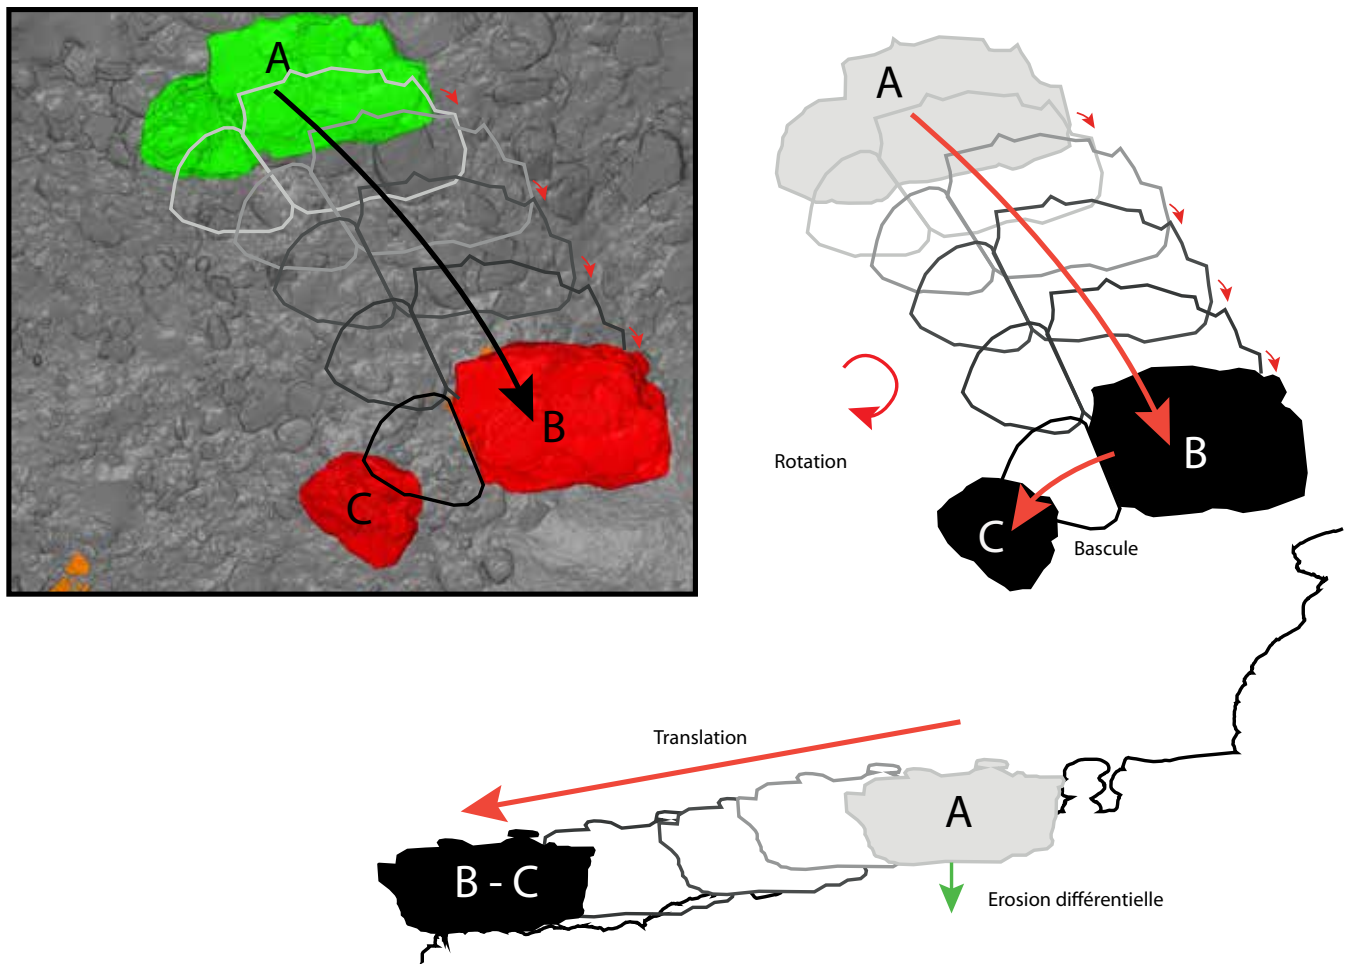 A
B
C
A
B
C
Rotation
Bascule
Translation
A
B - C
Erosion différentielle